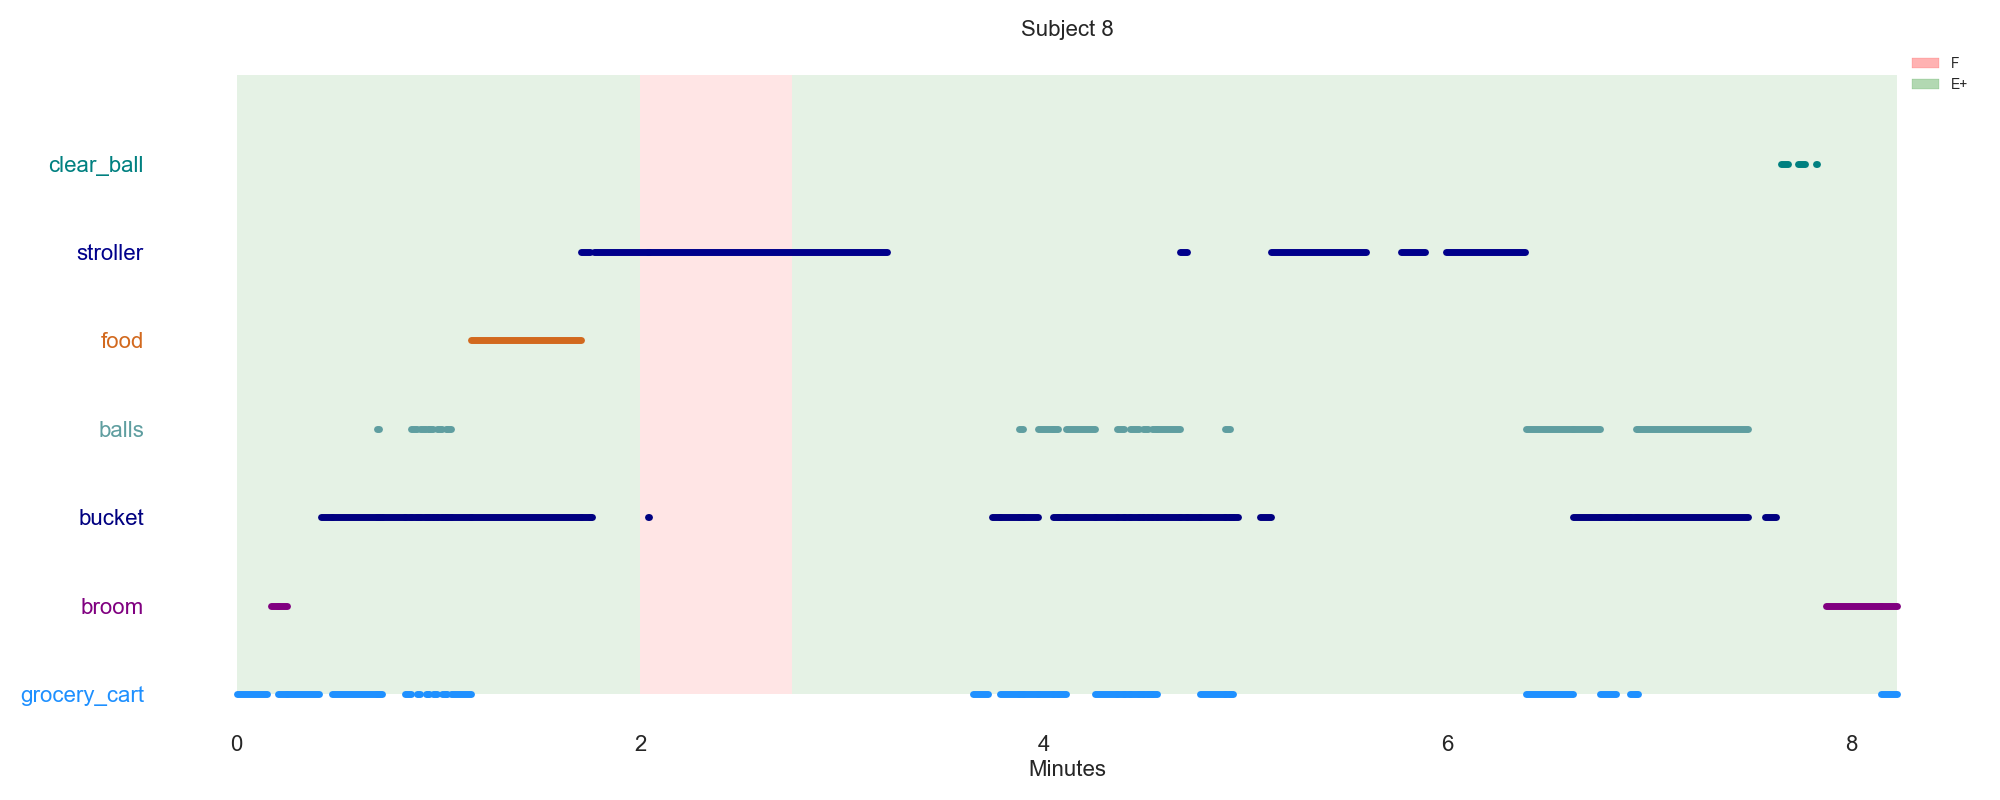 Subject 8
F
E+
clear_ball
stroller
food
balls
bucket
broom
grocery_cart
0 2 4 6 8
Minutes